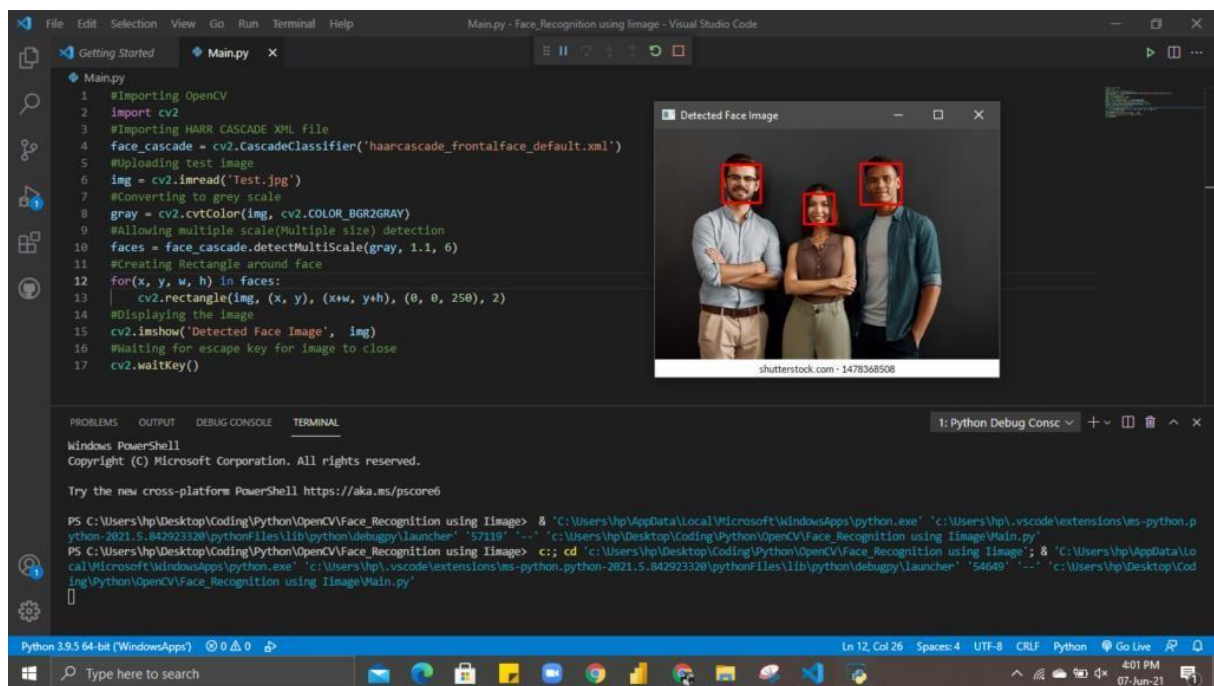 File Edit Selection View Go Run Terminal Help
Main.py - Face_Recognition using Iimage - Visual Studio Code
Getting Started
Main.py
Main.py
1 #Importing OpenCV
2 import cv2
3 #Importing HARR CASCADE XML file
4 face_cascade = cv2.CascadeClassifier('haarcascade_frontalface_default.xml')
5 #Uploading test image
6 img = cv2.imread('Test.jpg')
7 #Converting to grey scale
8 gray = cv2.cvtColor(img, cv2.COLOR_BGR2GRAY)
9 #Allowing multiple scale(Multiple size) detection
10 faces = face_cascade.detectMultiScale(gray, 1.1, 6)
11 #Creating Rectangle around face
12 for(x, y, w, h) in faces:
13 cv2.rectangle(img, (x, y), (x+w, y+h), (0, 0, 250), 2)
14 #Displaying the image
15 cv2.imshow('Detected Face Image', img)
16 #Waiting for escape key for image to close
17 cv2.waitKey()
Detected Face Image
shutterstock.com · 1478368508
PROBLEMS OUTPUT DEBUG CONSOLE TERMINAL
1: Python Debug Consc
Windows PowerShell
Copyright (C) Microsoft Corporation. All rights reserved.
Try the new cross-platform PowerShell https://aka.ms/pscore6
PS C:\Users\hp\Desktop\Coding\Python\OpenCV\Face_Recognition using Iimage> & 'C:\Users\hp\AppData\Local\Microsoft\WindowsApps\python.exe' 'c:\Users\hp\.vscode\extensions\ms-python.p
ython-2021.5.842923320\pythonFiles\lib\python\debugpy\launcher' '57119' '--' 'c:\Users\hp\Desktop\Coding\Python\OpenCV\Face_Recognition using Iimage\Main.py'
PS C:\Users\hp\Desktop\Coding\Python\OpenCV\Face_Recognition using Iimage> c:; cd 'c:\Users\hp\Desktop\Coding\Python\OpenCV\Face_Recognition using Iimage'; & 'C:\Users\hp\AppData\Lo
cal\Microsoft\WindowsApps\python.exe' 'c:\Users\hp\.vscode\extensions\ms-python.python-2021.5.842923320\pythonFiles\lib\python\debugpy\launcher' '54649' '--' 'c:\Users\hp\Desktop\Cod
ing\Python\OpenCV\Face_Recognition using Iimage\Main.py'
Python 3.9.5 64-bit ('WindowsApps') 0 0
Ln 12, Col 26 Spaces: 4 UTF-8 CRLF Python Go Live
Type here to search
4:01 PM
07-Jun-21